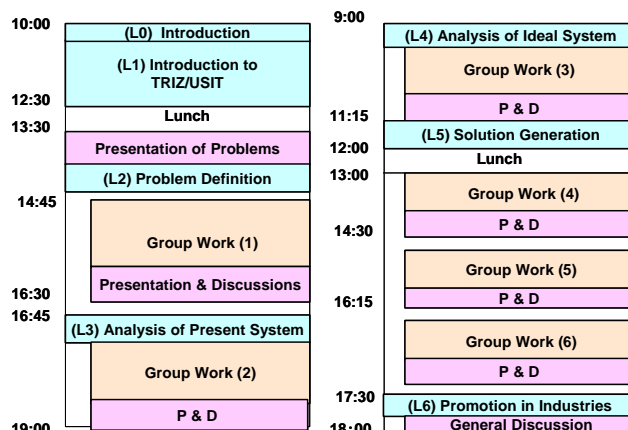 10:00
(L0) Introduction
(L1) Introduction to
TRIZ/USIT
12:30
Lunch
13:30
Presentation of Problems
(L2) Problem Definition
14:45
Group Work (1)
Presentation & Discussions
16:30
16:45
(L3) Analysis of Present System
Group Work (2)
P & D
19:00
9:00
(L4) Analysis of Ideal System
Group Work (3)
P & D
11:15
(L5) Solution Generation
12:00
Lunch
13:00
Group Work (4)
14:30
P & D
Group Work (5)
16:15
P & D
Group Work (6)
P & D
17:30
(L6) Promotion in Industries
18:00
General Discussion